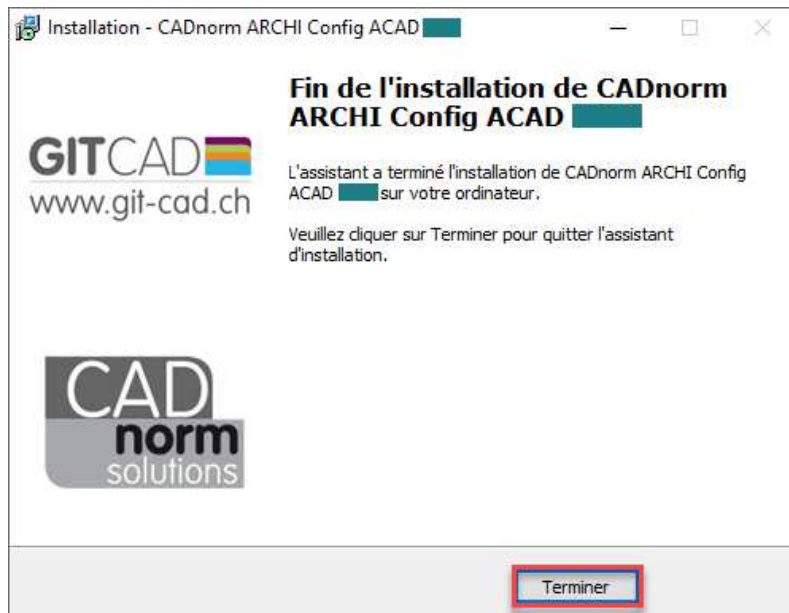 Installation - CADnorm ARCHI Config ACAD
Fin de l'installation de CADnorm
ARCHI Config ACAD
GITCAD
www.git-cad.ch
L'assistant a terminé l'installation de CADnorm ARCHI Config
ACAD sur votre ordinateur.
Veuillez cliquer sur Terminer pour quitter l'assistant
d'installation.
CAD
norm
solutions
Terminer